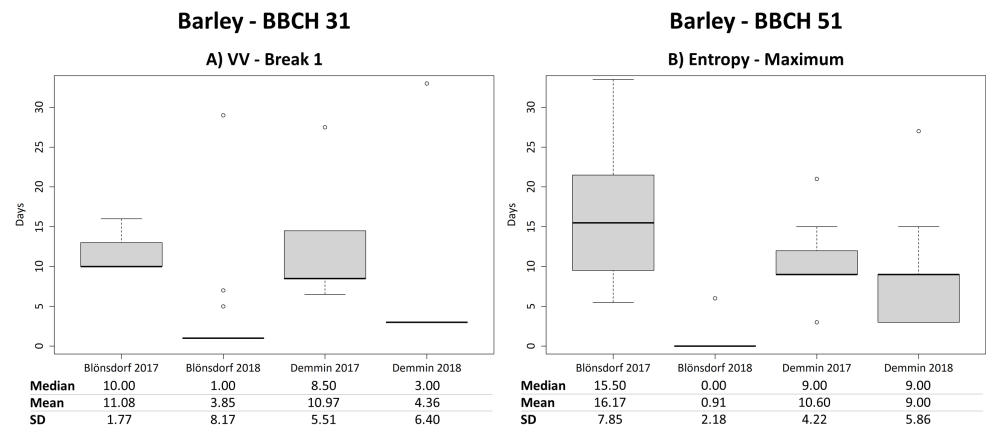 Barley - BBCH 31
A) VV - Break 1
Days
30
25
20
15
10
5
0
Blönsdorf 2017 Blönsdorf 2018 Demmin 2017 Demmin 2018
Median 10.00 1.00 8.50 3.00
Mean 11.08 3.85 10.97 4.36
SD 1.77 8.17 5.51 6.40
Barley - BBCH 51
B) Entropy - Maximum
Days
30
25
20
15
10
5
0
Blönsdorf 2017 Blönsdorf 2018 Demmin 2017 Demmin 2018
Median 15.50 0.00 9.00 9.00
Mean 16.17 0.91 10.60 9.00
SD 7.85 2.18 4.22 5.86